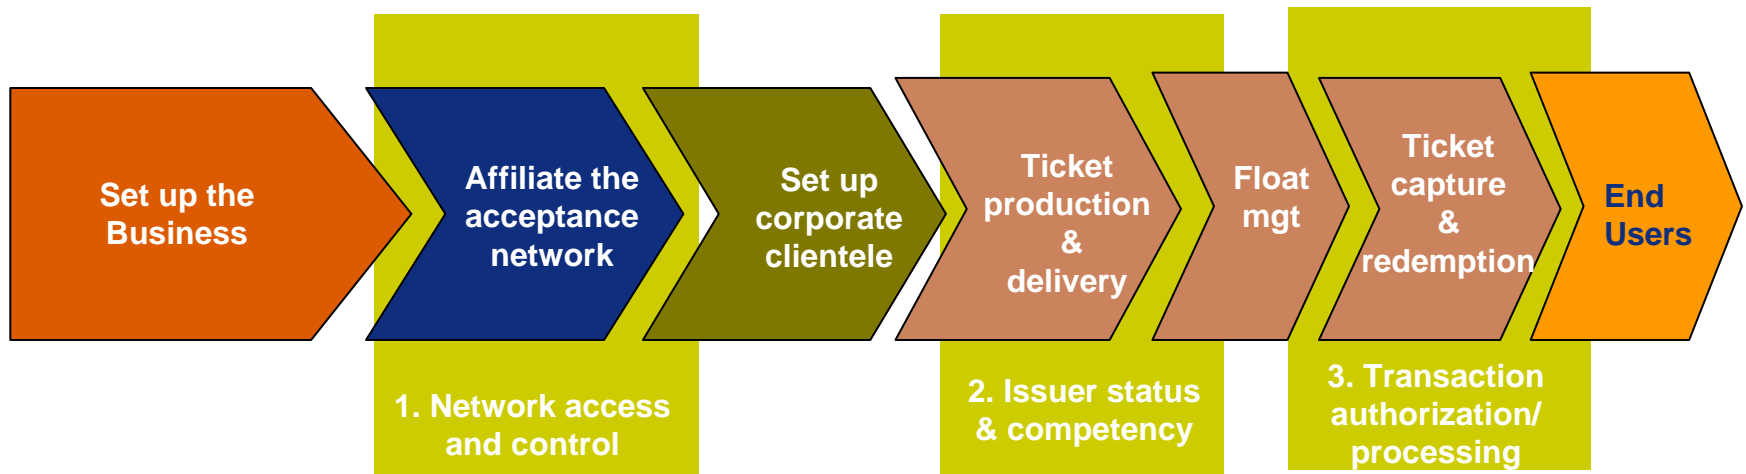 Set up the
Business
Affiliate the
acceptance
network
Set up
corporate
clientele
Ticket
production
&
delivery
Float
mgt
Ticket
capture
&
redemption
End
Users
1. Network access
and control
2. Issuer status
& competency
3. Transaction
authorization/
processing